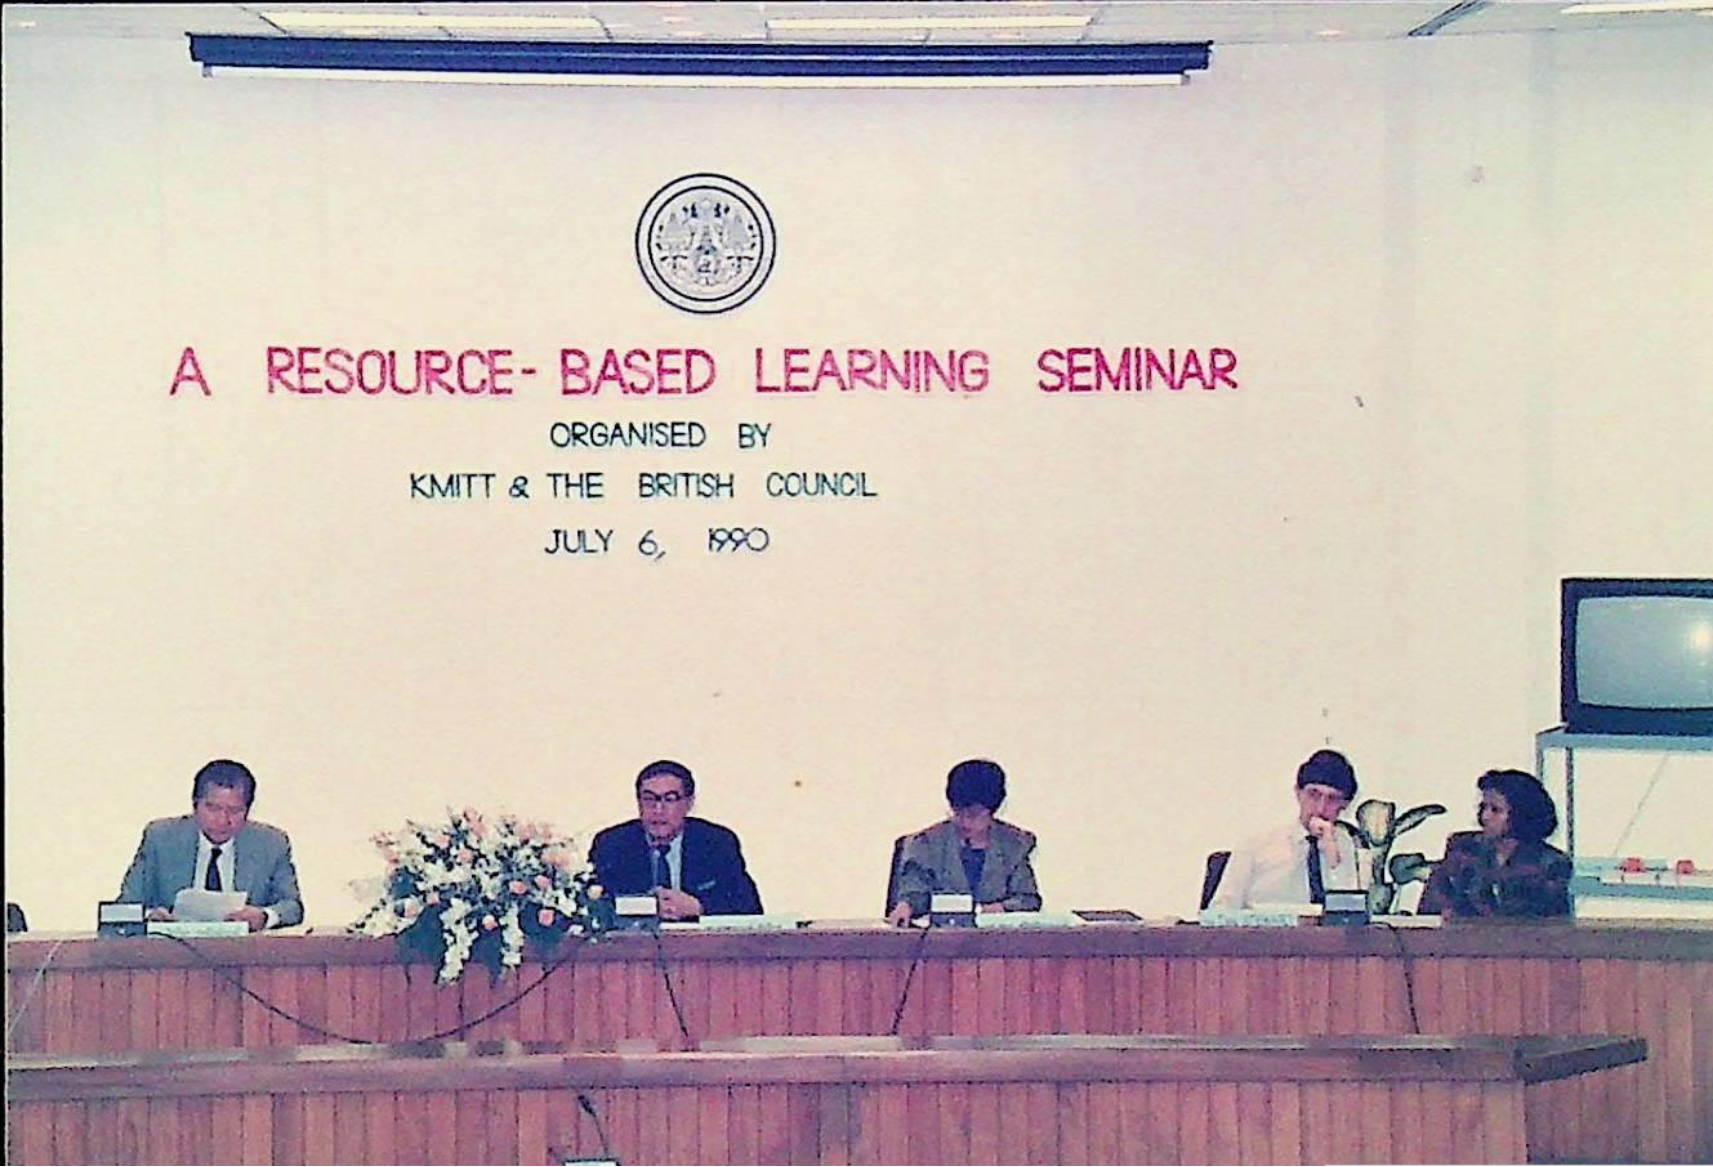 A RESOURCE-BASED LEARNING SEMINAR
ORGANISED BY
KMITT & THE BRITISH COUNCIL
JULY 6, 1990